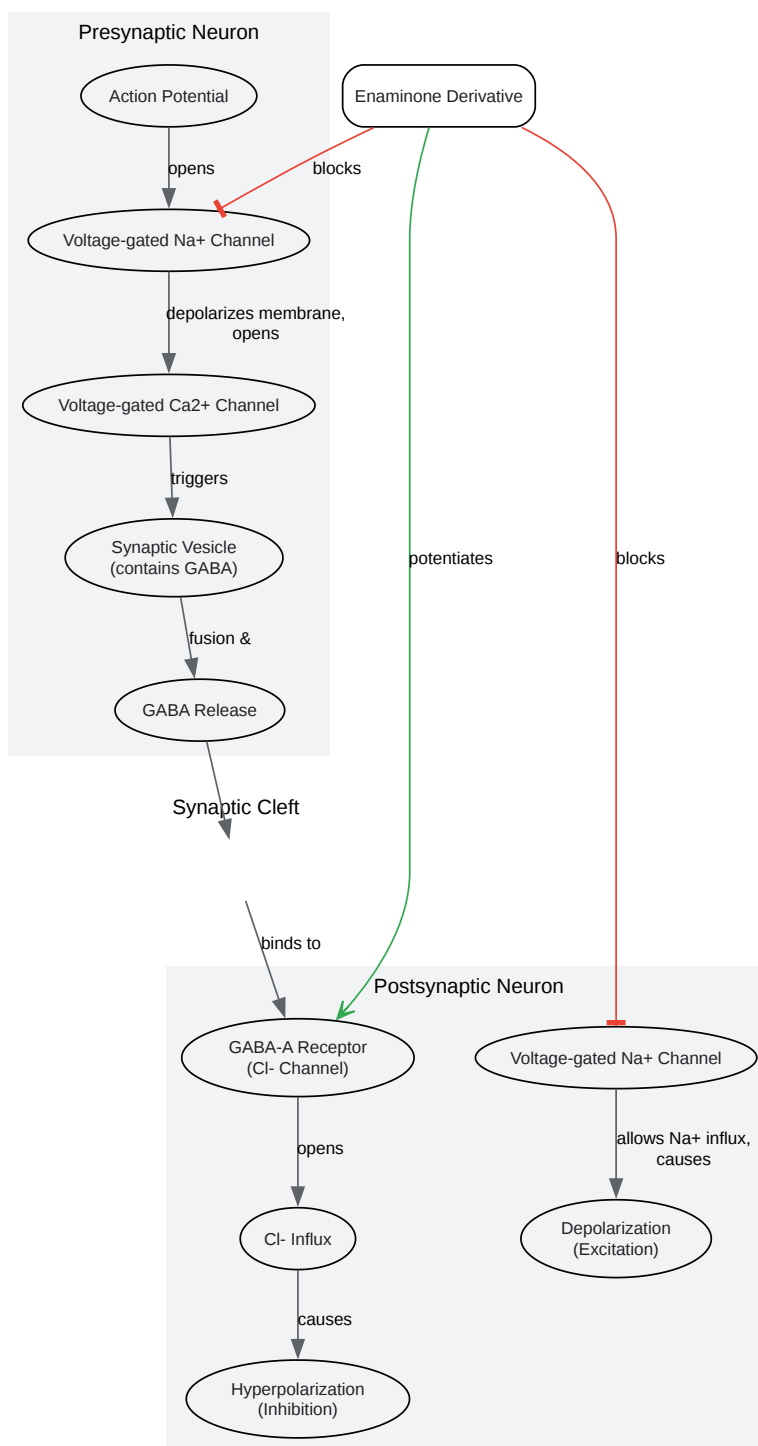 Presynaptic Neuron
Action Potential
Enaminone Derivative
opens
blocks
Voltage-gated Na+ Channel
depolarizes membrane,
opens
Voltage-gated Ca2+ Channel
triggers
Synaptic Vesicle
(contains GABA)
potentiates
blocks
fusion &
GABA Release
Synaptic Cleft
binds to
Postsynaptic Neuron
GABA-A Receptor
(Cl- Channel)
Voltage-gated Na+ Channel
opens
allows Na+ influx,
causes
Cl- Influx
Depolarization
(Excitation)
causes
Hyperpolarization
(Inhibition)